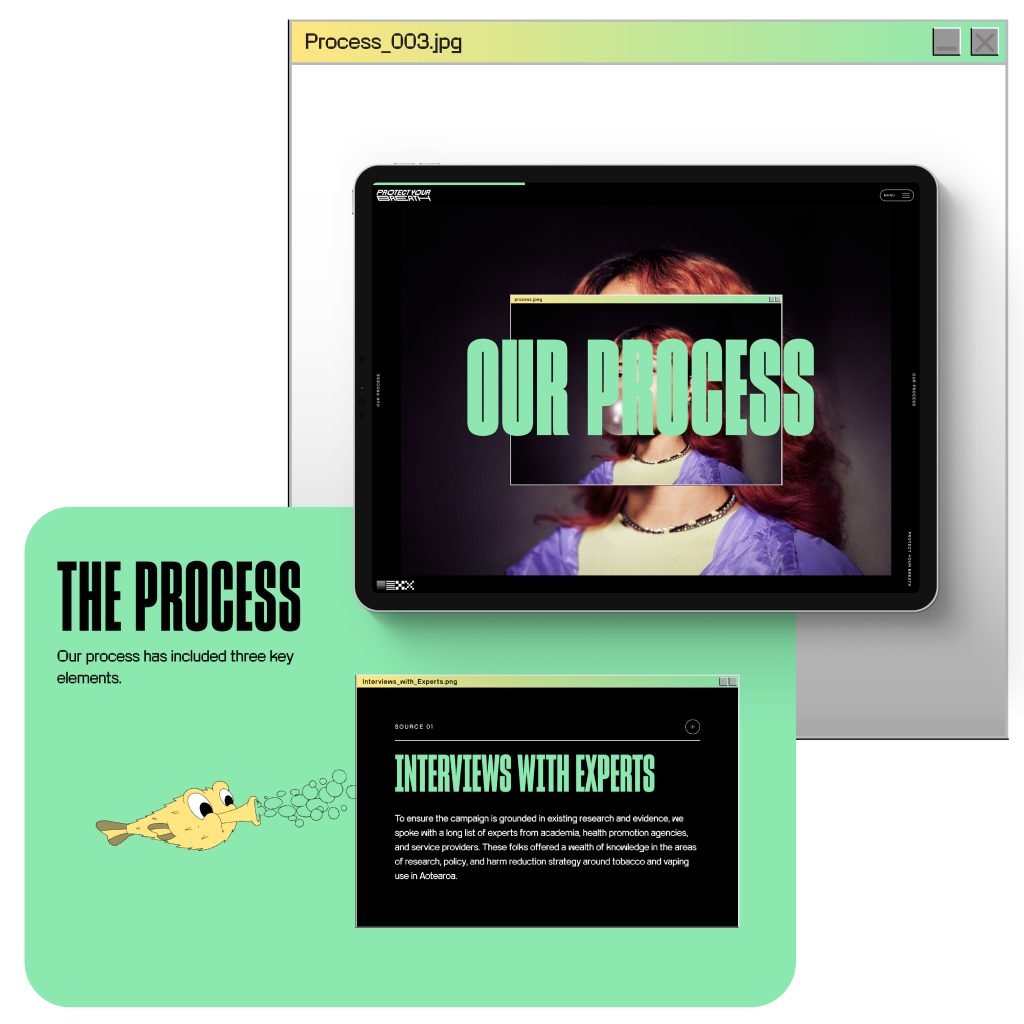 Process_003.jpg
PROTECT YOUR
BREATH
MENU
process.jpeg
OUR PROCESS
OUR PROCESS
OUR PROCESS
PROTECT YOUR BREATH
THE PROCESS
Our process has included three key
elements.
Interviews_with_Experts.png
SOURCE 01
INTERVIEWS WITH EXPERTS
To ensure the campaign is grounded in existing research and evidence, we
spoke with a long list of experts from academia, health promotion agencies,
and service providers. These folks offered a wealth of knowledge in the areas
of research, policy, and harm reduction strategy around tobacco and vaping
use in Aotearoa.